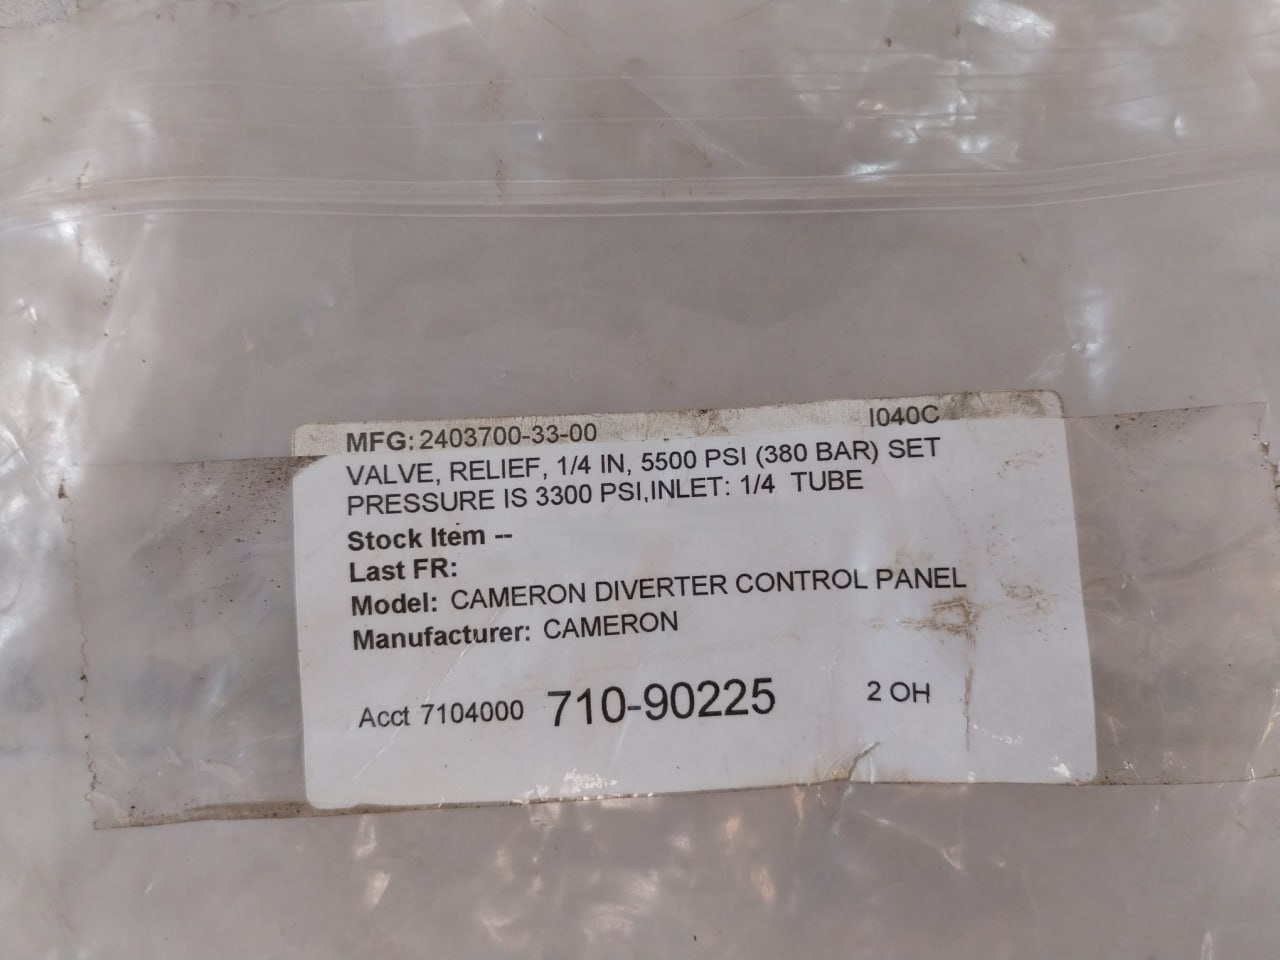 MFG: 2403700-33-00 I040C
VALVE, RELIEF, 1/4 IN, 5500 PSI (380 BAR) SET
PRESSURE IS 3300 PSI,INLET: 1/4 TUBE
Stock Item --
Last FR:
Model: CAMERON DIVERTER CONTROL PANEL
Manufacturer: CAMERON
Acct 7104000 710-90225 2 OH